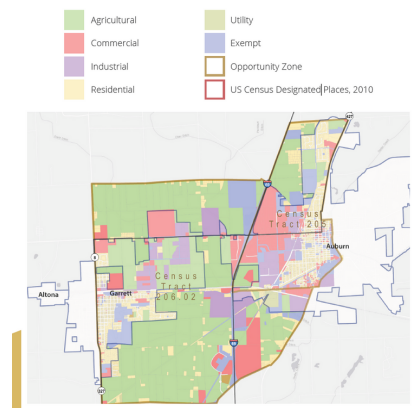 Agricultural
Utility
Commercial
Exempt
Industrial
Opportunity Zone
Residential
US Census Designated Places, 2010
Census
Tract 205
Auburn
Census
Tract
206.02
Altona
Garrett